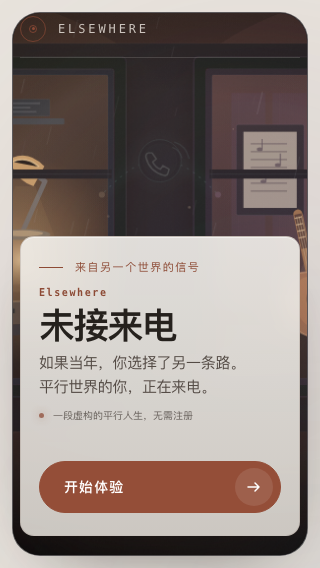 ELSEWHERE
来自另一个世界的信号
Elsewhere
未接来电
如果当年，你选择了另一条路。
平行世界的你，正在来电。
一段虚构的平行人生，无需注册
开始体验